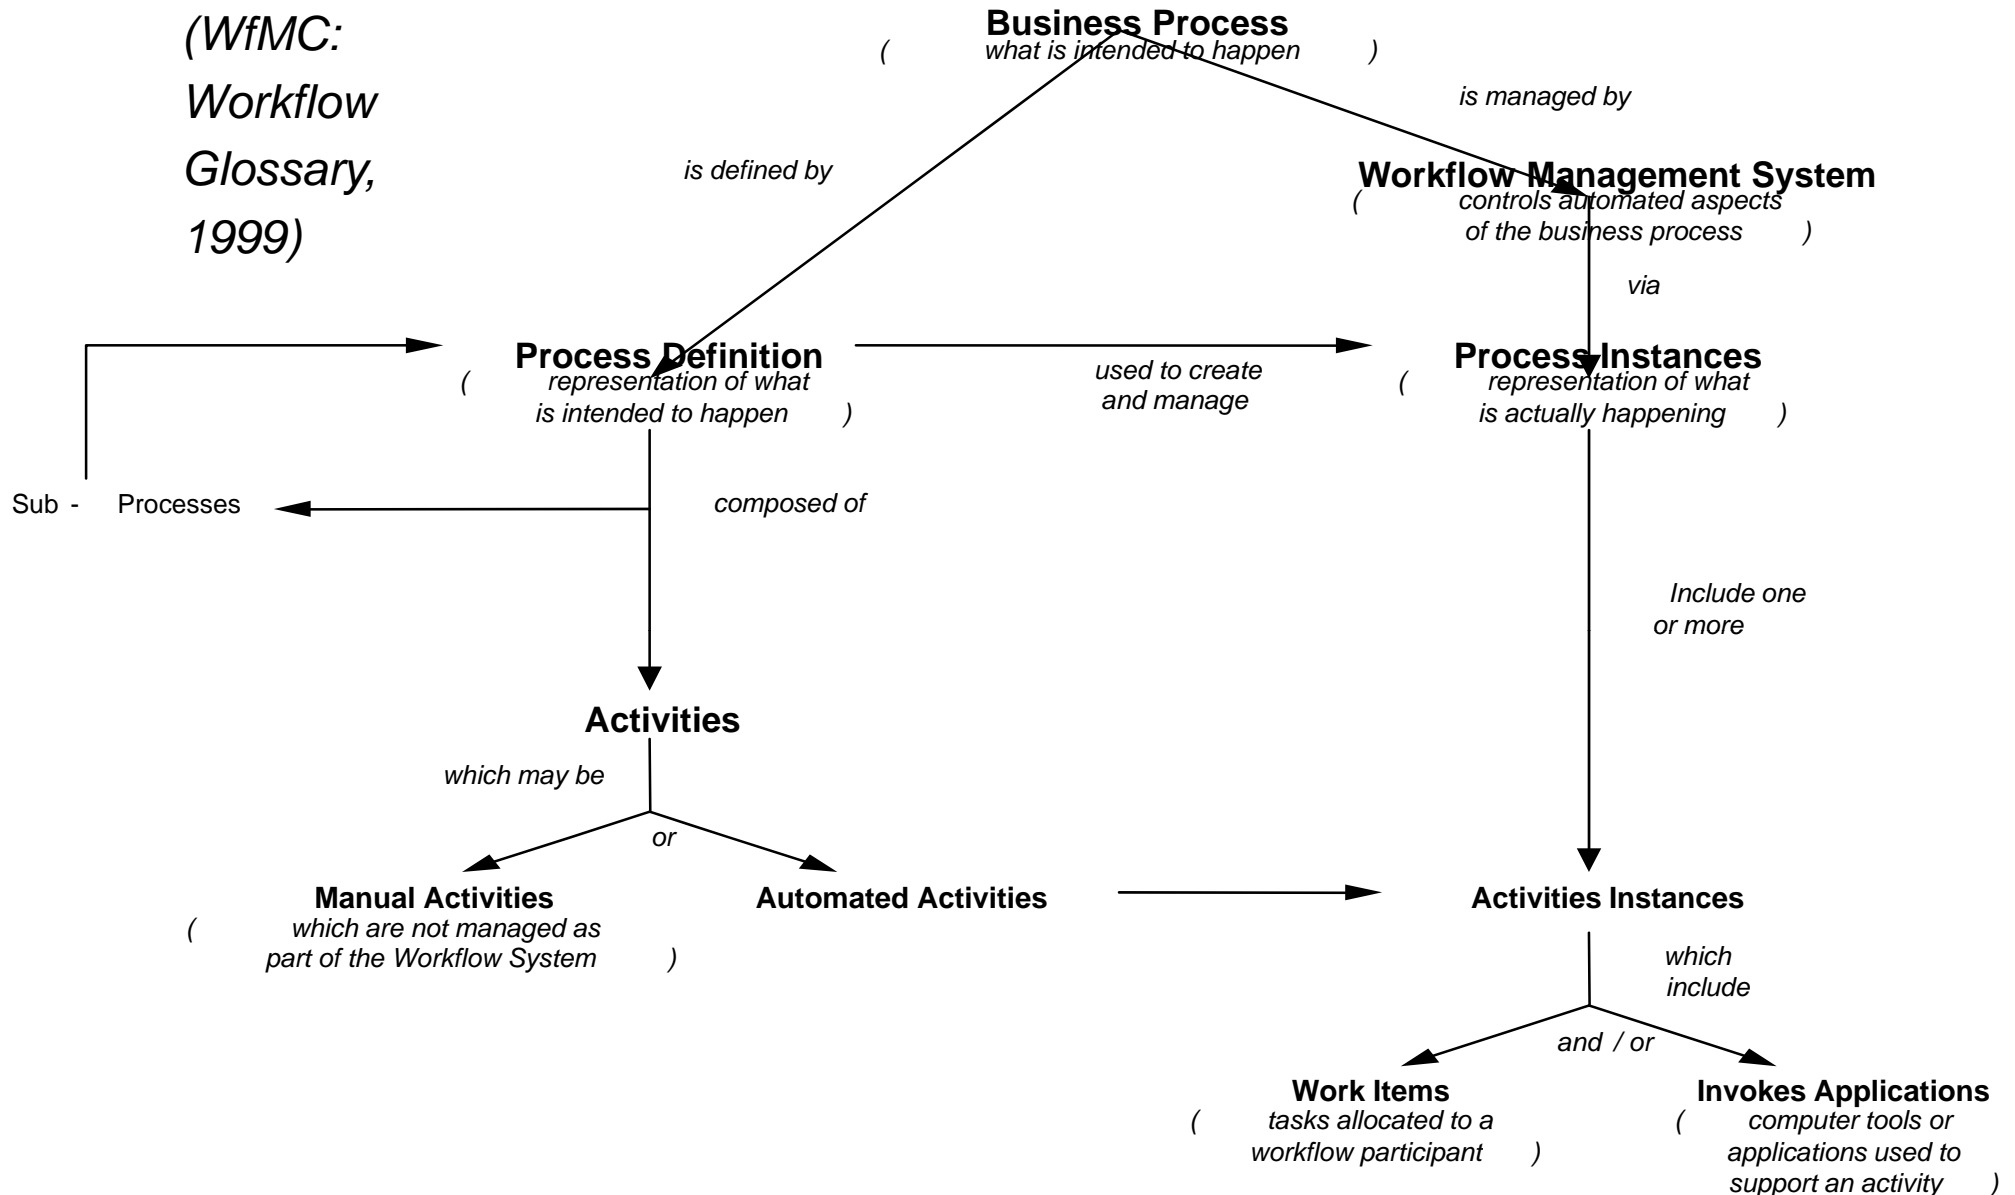 (WfMC:
Workflow
Glossary,
1999)
Business Process
( what is intended to happen )
is managed by
is defined by
Workflow Management System
( controls automated aspects
of the business process )
via
Process Definition
( representation of what
is intended to happen )
used to create
and manage
Process Instances
( representation of what
is actually happening )
Sub - Processes
composed of
Include one
or more
Activities
which may be
or
Manual Activities
( which are not managed as
part of the Workflow System )
Automated Activities
Activities Instances
which
include
and / or
Work Items
( tasks allocated to a
workflow participant )
Invokes Applications
( computer tools or
applications used to
support an activity )